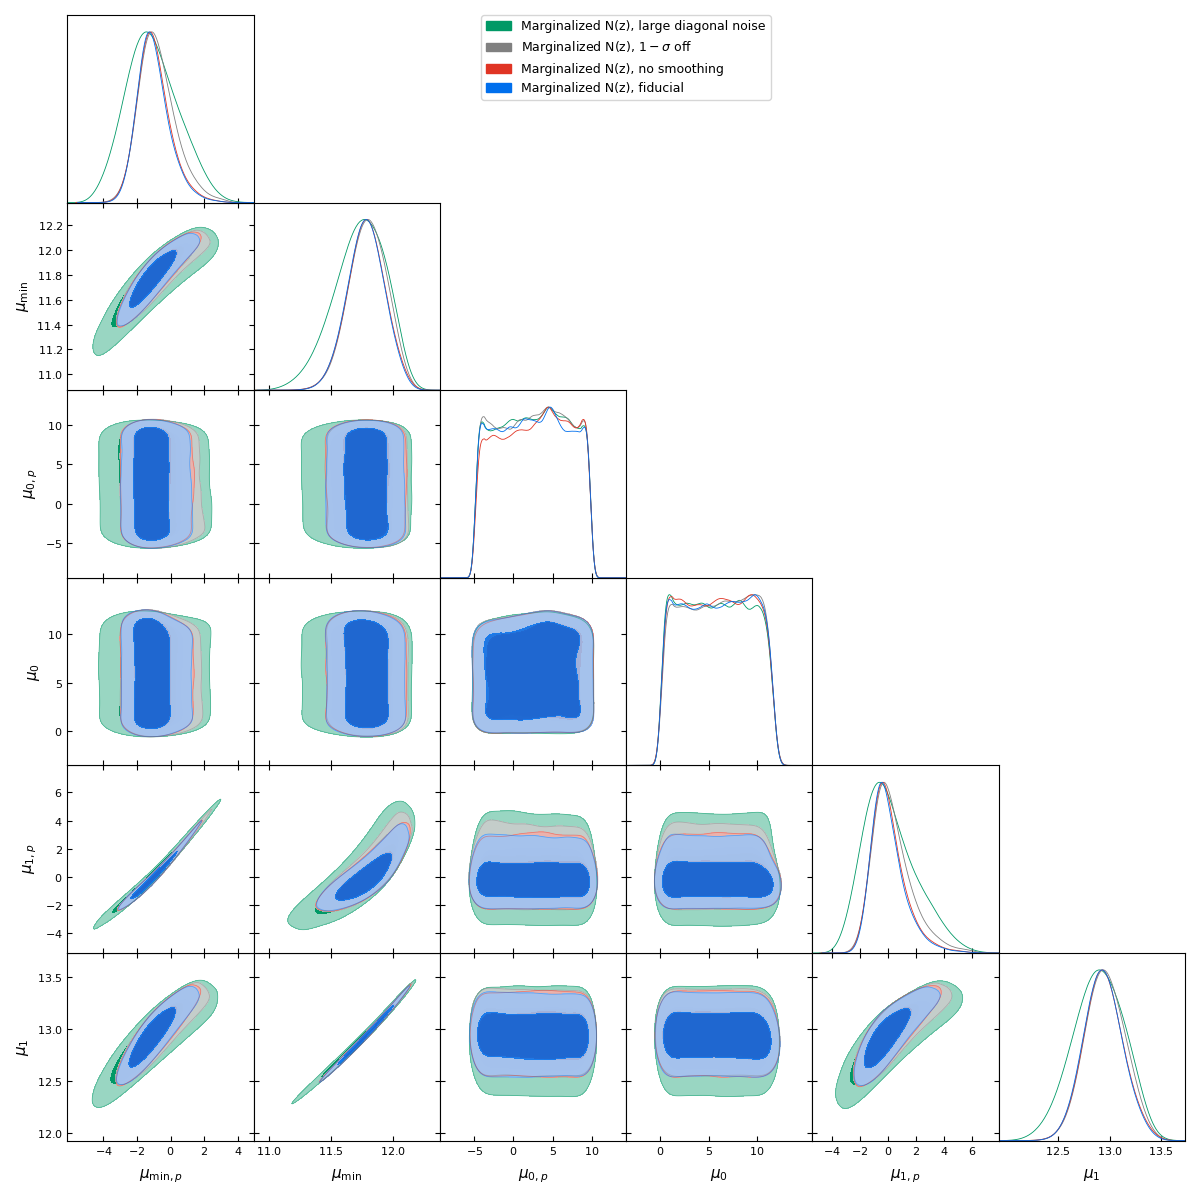 Marginalized N(z), large diagonal noise
Marginalized N(z), 1 − σ off
Marginalized N(z), no smoothing
Marginalized N(z), fiducial
12.2
12.0
11.8
11.6
11.4
11.2
11.0
μmin
10
5
0
−5
μ0, p
10
5
0
μ0
6
4
2
0
−2
−4
μ1, p
13.5
13.0
12.5
12.0
μ1
−4 −2 0 2 4 11.0 11.5 12.0 −5 0 5 10 0 5 10 −4 −2 0 2 4 6 12.5 13.0 13.5
μmin, p μmin μ0, p μ0 μ1, p μ1